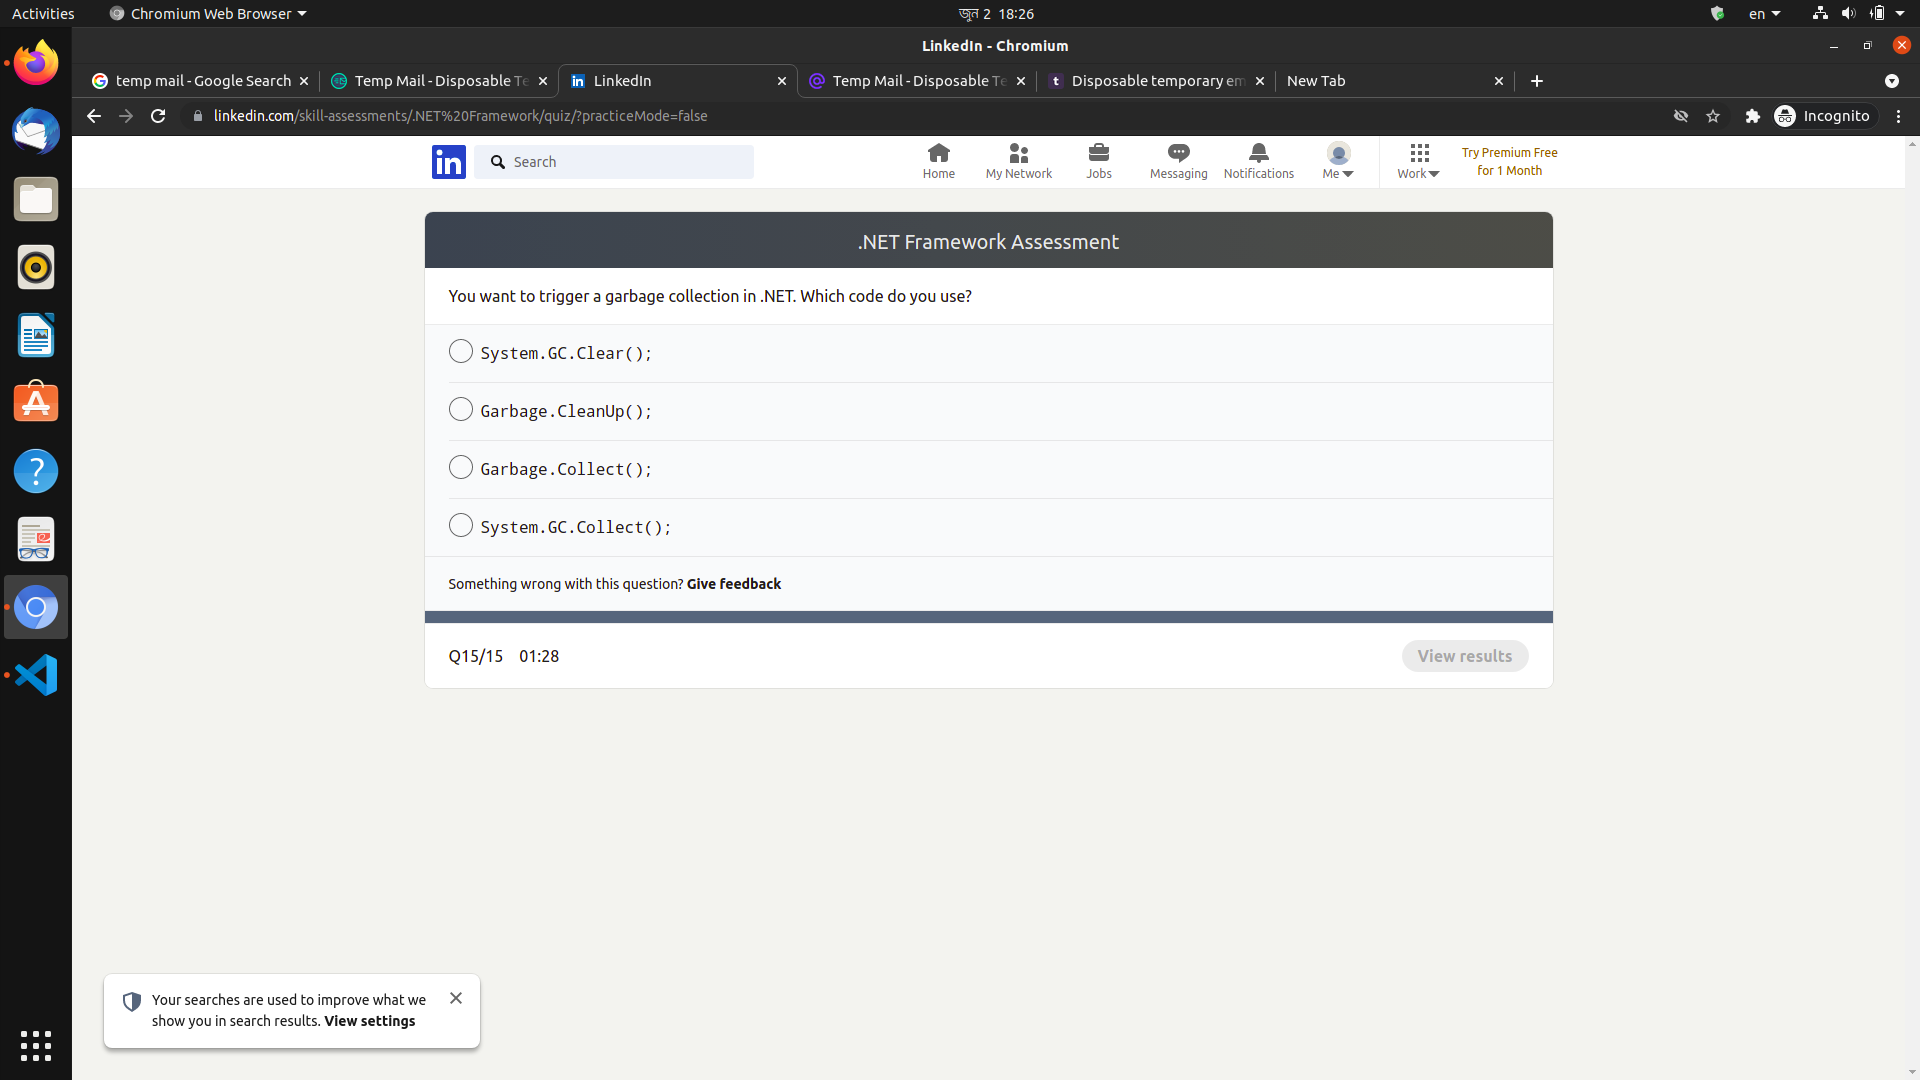 Activities
Chromium Web Browser
জুন 2 18:26
en
LinkedIn - Chromium
temp mail - Google Search
Temp Mail - Disposable Te
LinkedIn
Temp Mail - Disposable Te
Disposable temporary em
New Tab
linkedin.com/skill-assessments/.NET%20Framework/quiz/?practiceMode=false
Incognito
in
Search
Home
My Network
Jobs
Messaging
Notifications
Me
Work
Try Premium Free
for 1 Month
.NET Framework Assessment
You want to trigger a garbage collection in .NET. Which code do you use?
System.GC.Clear();
Garbage.CleanUp();
Garbage.Collect();
System.GC.Collect();
Something wrong with this question? Give feedback
Q15/15 01:28
View results
Your searches are used to improve what we
show you in search results. View settings